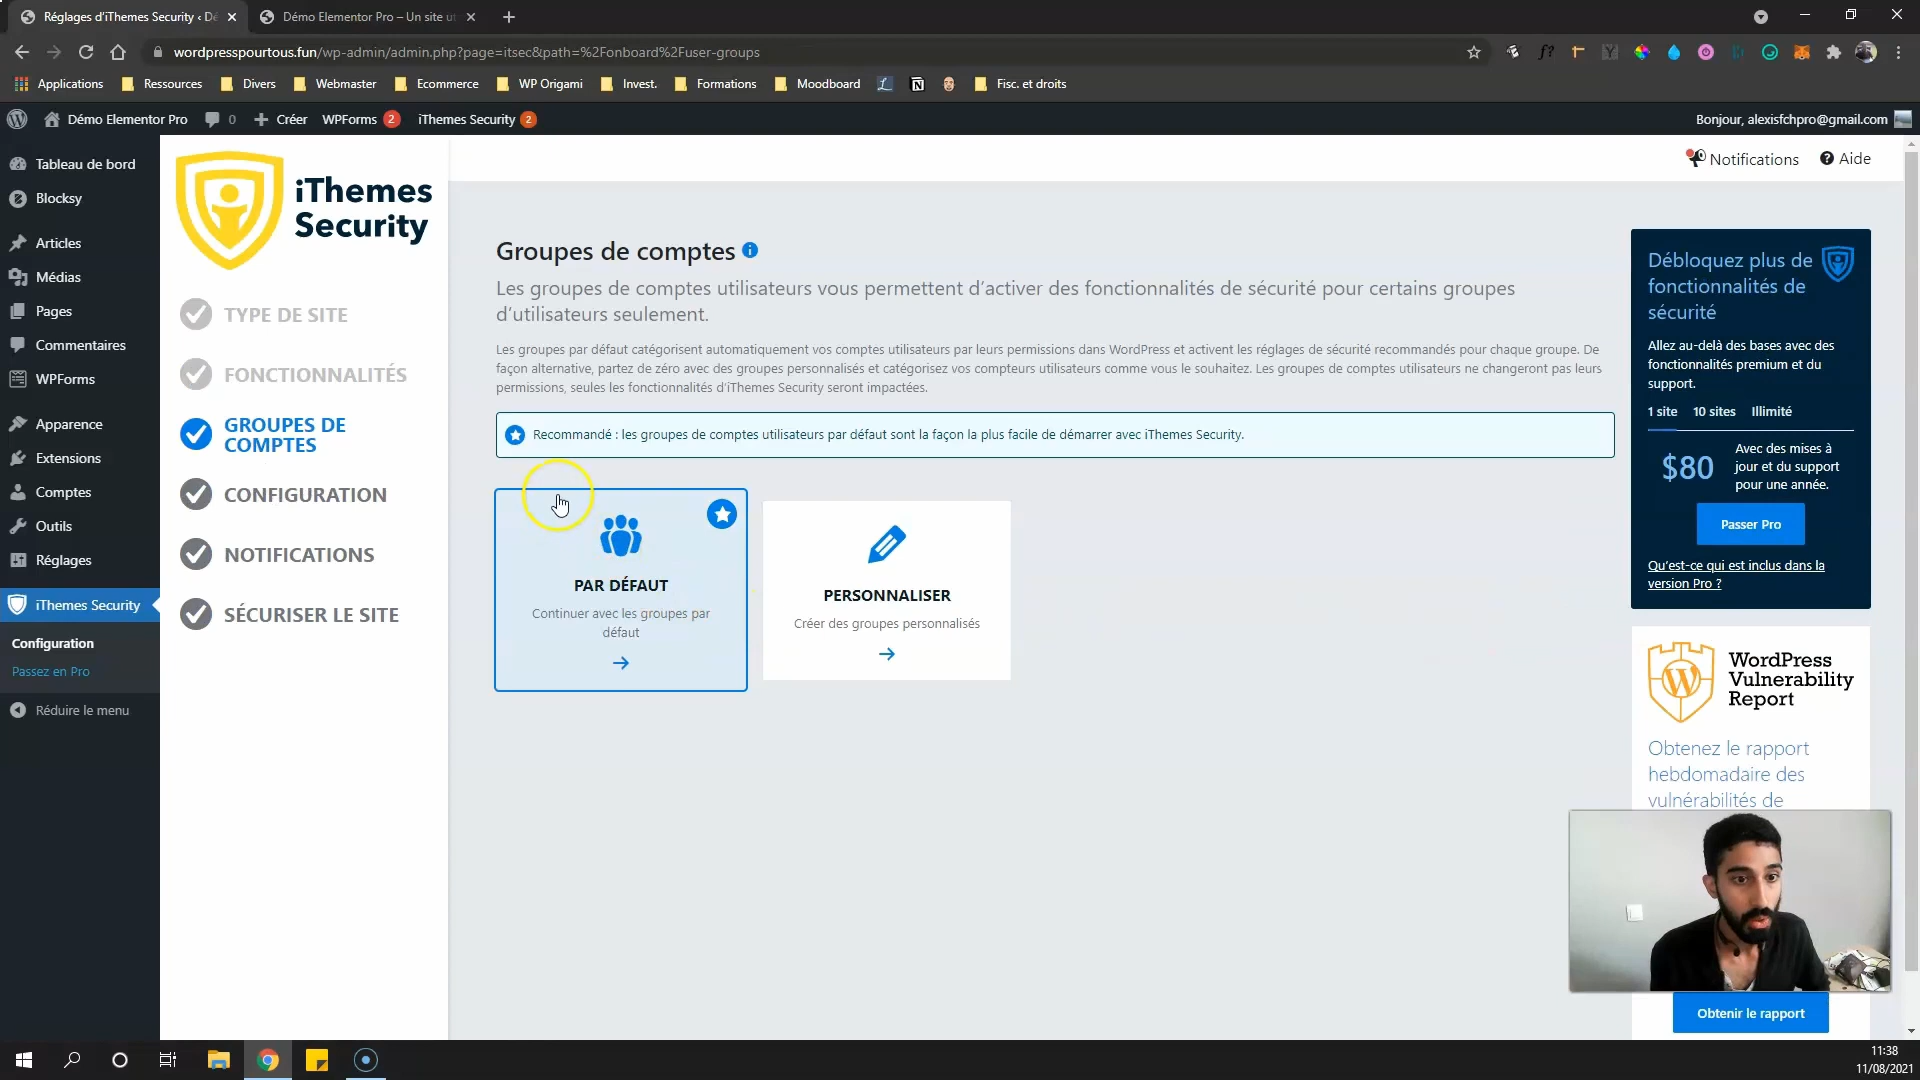 Réglages d'iThemes Security ‹ Dé
Démo Elementor Pro – Un site ut
wordpresspourtous.fun/wp-admin/admin.php?page=itsec&path=%2Fonboard%2Fuser-groups
Applications
Ressources
Divers
Webmaster
Ecommerce
WP Origami
Invest.
Formations
Moodboard
Fisc. et droits
Démo Elementor Pro
0
Créer
WPForms 2
iThemes Security 2
Bonjour, alexisfchpro@gmail.com
Tableau de bord
Blocksy
Articles
Médias
Pages
Commentaires
WPForms
Apparence
Extensions
Comptes
Outils
Réglages
iThemes Security
Configuration
Passez en Pro
Réduire le menu
iThemes
Security
TYPE DE SITE
FONCTIONNALITÉS
GROUPES DE
COMPTES
CONFIGURATION
NOTIFICATIONS
SÉCURISER LE SITE
Notifications
Aide
Groupes de comptes
Les groupes de comptes utilisateurs vous permettent d'activer des fonctionnalités de sécurité pour certains groupes
d'utilisateurs seulement.
Les groupes par défaut catégorisent automatiquement vos comptes utilisateurs par leurs permissions dans WordPress et activent les réglages de sécurité recommandés pour chaque groupe. De
façon alternative, partez de zéro avec des groupes personnalisés et catégorisez vos compteurs utilisateurs comme vous le souhaitez. Les groupes de comptes utilisateurs ne changeront pas leurs
permissions, seules les fonctionnalités d'iThemes Security seront impactées.
Recommandé : les groupes de comptes utilisateurs par défaut sont la façon la plus facile de démarrer avec iThemes Security.
PAR DÉFAUT
Continuer avec les groupes par
défaut
PERSONNALISER
Créer des groupes personnalisés
Débloquez plus de
fonctionnalités de
sécurité
Allez au-delà des bases avec des
fonctionnalités premium et du
support.
1 site
10 sites
Illimité
$80
Avec des mises à
jour et du support
pour une année.
Passer Pro
Qu'est-ce qui est inclus dans la
version Pro ?
WordPress
Vulnerability
Report
Obtenez le rapport
hebdomadaire des
vulnérabilités de
Obtenir le rapport
11:38
11/08/2021